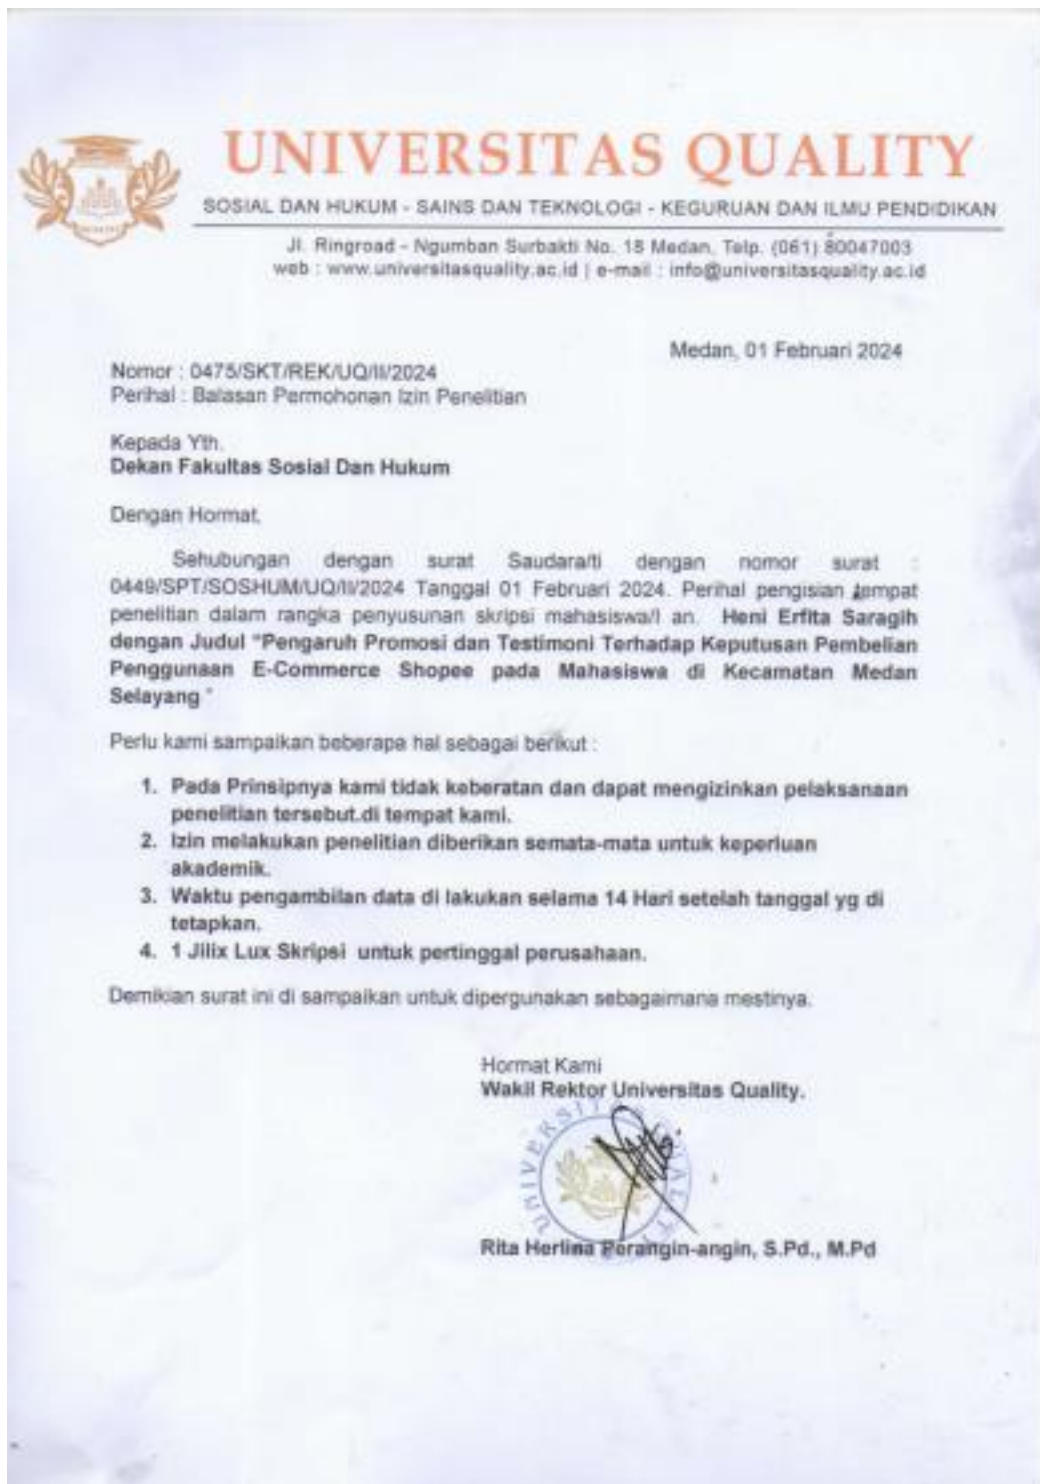 UNIVERSITAS QUALITY
SOSIAL DAN HUKUM - SAINS DAN TEKNOLOGI - KEGURUAN DAN ILMU PENDIDIKAN
Jl. Ringroad - Ngumban Surbakti No. 18 Medan, Telp. (061) 80047003
web : www.universitasquality.ac.id | e-mail : info@universitasquality.ac.id
Medan, 01 Februari 2024
Nomor : 0475/SKT/REK/UQ/II/2024
Perihal : Balasan Permohonan Izin Penelitian
Kepada Yth.
Dekan Fakultas Sosial Dan Hukum
Dengan Hormat,
Sehubungan dengan surat Saudara/ti dengan nomor surat :
0449/SPT/SOSHUM/UQ/II/2024 Tanggal 01 Februari 2024. Perihal pengisian tempat
penelitian dalam rangka penyusunan skripsi mahasiswa/I an. Heni Erfita Saragih
dengan Judul "Pengaruh Promosi dan Testimoni Terhadap Keputusan Pembelian
Penggunaan E-Commerce Shopee pada Mahasiswa di Kecamatan Medan
Selayang "
Perlu kami sampaikan beberapa hal sebagai berikut :
1. Pada Prinsipnya kami tidak keberatan dan dapat mengizinkan pelaksanaan
penelitian tersebut.di tempat kami.
2. Izin melakukan penelitian diberikan semata-mata untuk keperluan
akademik.
3. Waktu pengambilan data di lakukan selama 14 Hari setelah tanggal yg di
tetapkan.
4. 1 Jilix Lux Skripsi untuk pertinggal perusahaan.
Demikian surat ini di sampaikan untuk dipergunakan sebagaimana mestinya.
Hormat Kami
Wakil Rektor Universitas Quality.
UNIVERSITAS QUALITY
Rita Herlina Perangin-angin, S.Pd., M.Pd